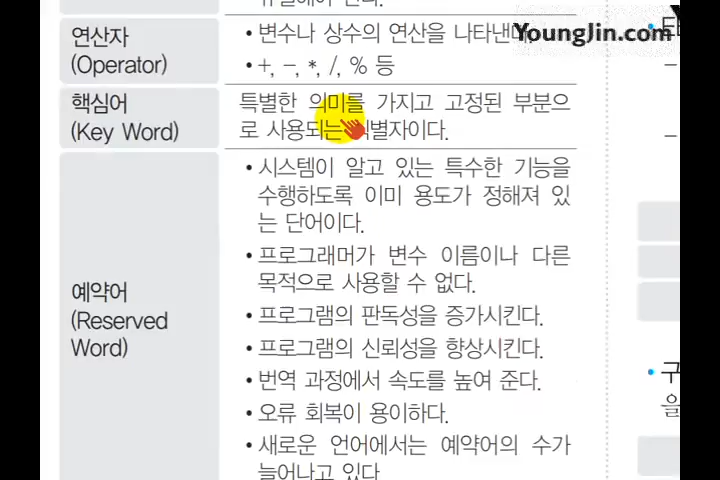 연산자
(Operator)
• 변수나 상수의 연산을 나타낸
• +, −, *, /, % 등
YoungJin.com
핵심어
(Key Word)
특별한 의미를 가지고 고정된 부분으
로 사용되는 식별자이다.
예약어
(Reserved
Word)
• 시스템이 알고 있는 특수한 기능을
수행하도록 이미 용도가 정해져 있
는 단어이다.
• 프로그래머가 변수 이름이나 다른
목적으로 사용할 수 없다.
• 프로그램의 판독성을 증가시킨다.
• 프로그램의 신뢰성을 향상시킨다.
• 번역 과정에서 속도를 높여 준다.
• 오류 회복이 용이하다.
• 새로운 언어에서는 예약어의 수가
늘어나고 있다
• 구
을